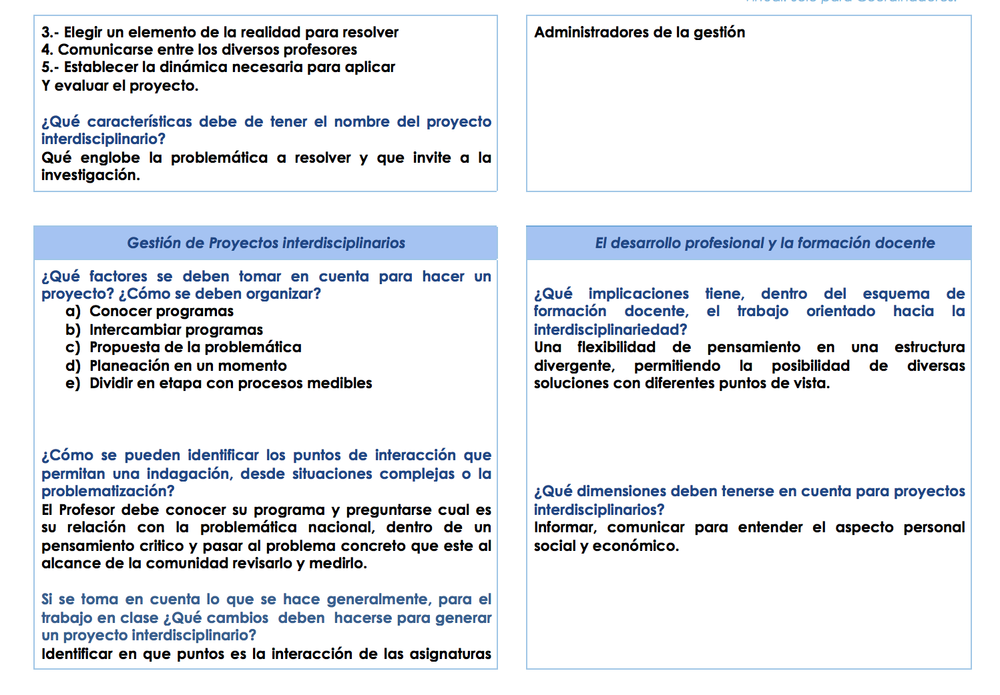 3.- Elegir un elemento de la realidad para resolver
4. Comunicarse entre los diversos profesores
5.- Establecer la dinámica necesaria para aplicar
Y evaluar el proyecto.
¿Qué características debe de tener el nombre del proyecto
interdisciplinario?
Qué englobe la problemática a resolver y que invite a la
investigación.
Administradores de la gestión
Gestión de Proyectos interdisciplinarios
¿Qué factores se deben tomar en cuenta para hacer un
proyecto? ¿Cómo se deben organizar?
a) Conocer programas
b) Intercambiar programas
c) Propuesta de la problemática
d) Planeación en un momento
e) Dividir en etapa con procesos medibles
¿Cómo se pueden identificar los puntos de interacción que
permitan una indagación, desde situaciones complejas o la
problematización?
El Profesor debe conocer su programa y preguntarse cual es
su relación con la problemática nacional, dentro de un
pensamiento critico y pasar al problema concreto que este al
alcance de la comunidad revisarlo y medirlo.
Si se toma en cuenta lo que se hace generalmente, para el
trabajo en clase ¿Qué cambios deben hacerse para generar
un proyecto interdisciplinario?
Identificar en que puntos es la interacción de las asignaturas
El desarrollo profesional y la formación docente
¿Qué implicaciones tiene, dentro del esquema de
formación docente, el trabajo orientado hacia la
interdisciplinariedad?
Una flexibilidad de pensamiento en una estructura
divergente, permitiendo la posibilidad de diversas
soluciones con diferentes puntos de vista.
¿Qué dimensiones deben tenerse en cuenta para proyectos
interdisciplinarios?
Informar, comunicar para entender el aspecto personal
social y económico.